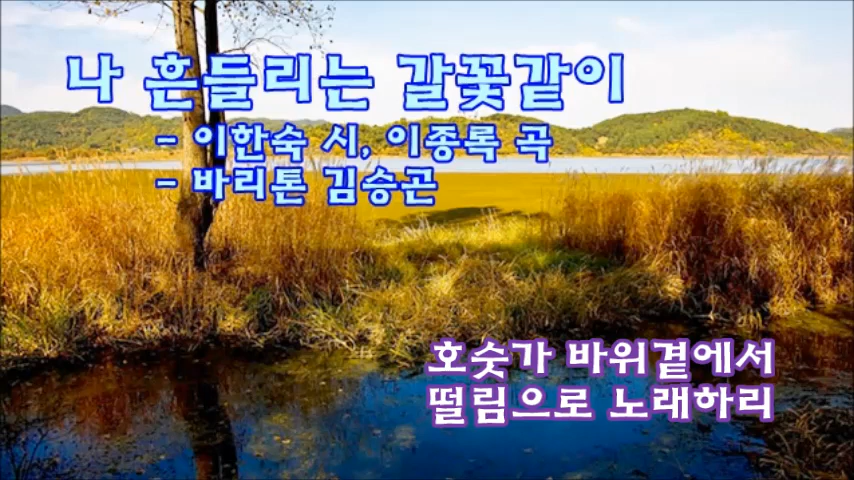 나 흔들리는 갈꽃같이
- 이한숙 시, 이종록 곡
- 바리톤 김승곤
호숫가 바위곁에서
떨림으로 노래하리